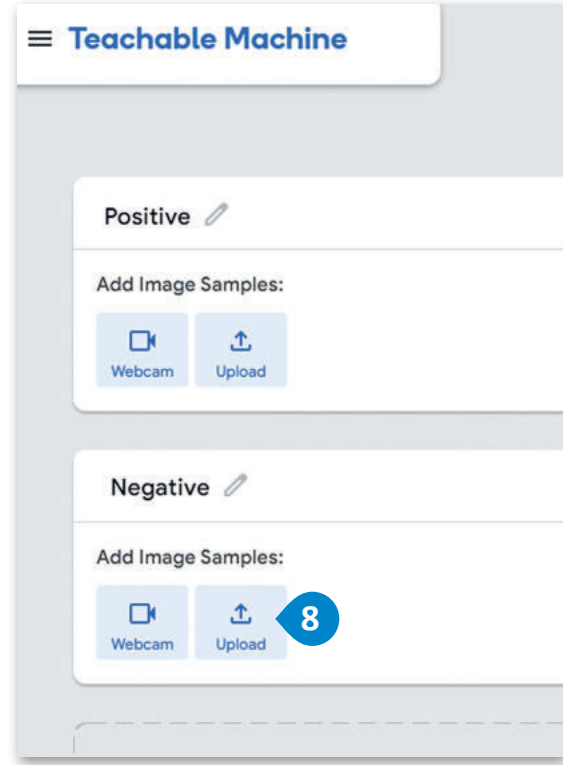 Teachable Machine
Positive
Add Image Samples:
Webcam Upload
Negative
Add Image Samples:
Webcam Upload
8